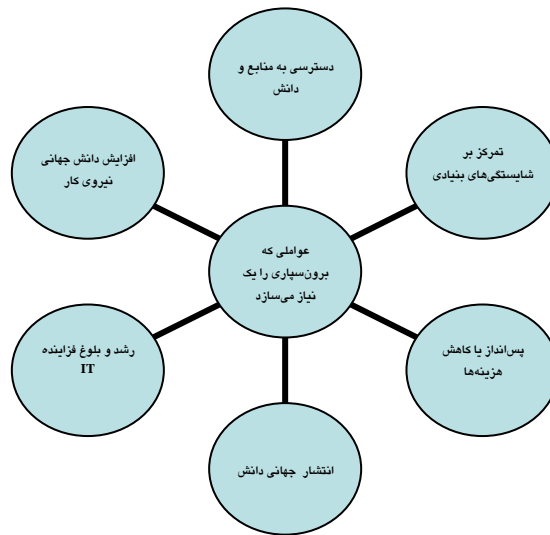 دسترسی به منابع و
دانش
تمرکز بر
شایستگی‌های بنیادی
افزایش دانش جهانی
نیروی کار
عواملی که
برون‌سپاری را یک
نیاز می‌سازد
پس‌انداز یا کاهش
هزینه‌ها
رشد و بلوغ فزاینده
IT
انتشار جهانی دانش